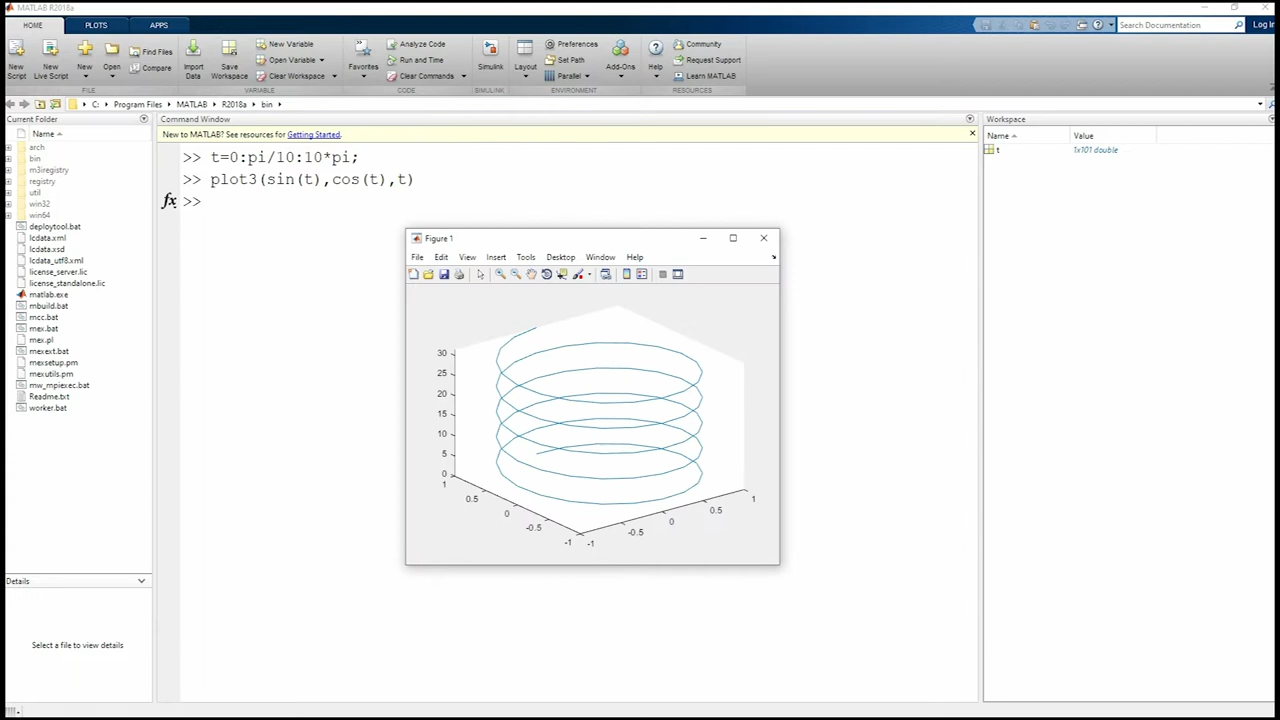 MATLAB R2018a
HOME
PLOTS
APPS
Search Documentation
Log In
New Script
New Live Script
New
Open
Find Files
Compare
Import Data
Save Workspace
New Variable
Open Variable
Clear Workspace
Favorites
Analyze Code
Run and Time
Clear Commands
Simulink
Layout
Preferences
Set Path
Parallel
Add-Ons
Help
Community
Request Support
Learn MATLAB
FILE
VARIABLE
CODE
SIMULINK
ENVIRONMENT
RESOURCES
C: Program Files MATLAB R2018a bin
Current Folder
Name
arch
bin
m3iregistry
registry
util
win32
win64
deploytool.bat
lcdata.xml
lcdata.xsd
lcdata_utf8.xml
license_server.lic
license_standalone.lic
matlab.exe
mbuild.bat
mcc.bat
mex.bat
mex.pl
mexext.bat
mexsetup.pm
mexutils.pm
mw_mpiexec.bat
Readme.txt
worker.bat
Details
Select a file to view details
Command Window
New to MATLAB? See resources for Getting Started.
>> t=0:pi/10:10*pi;
>> plot3(sin(t),cos(t),t)
fx >>
Figure 1
File Edit View Insert Tools Desktop Window Help
30
25
20
15
10
5
0
1
0.5
0
-0.5
-1
-1
-0.5
0
0.5
1
Workspace
Name Value
t 1x101 double